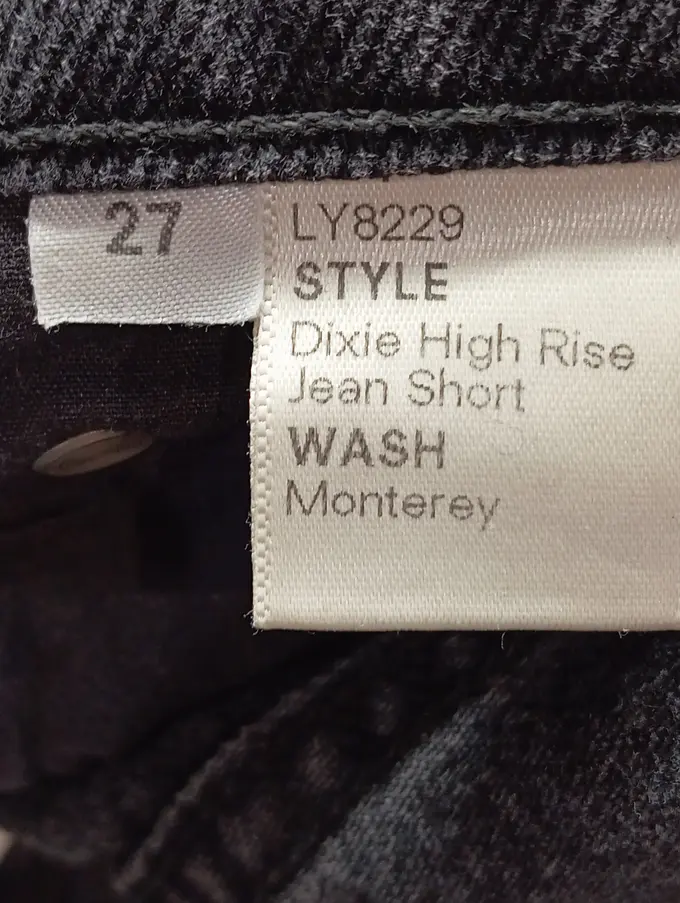 27
LY8229
STYLE
Dixie High Rise
Jean Short
WASH
Monterey